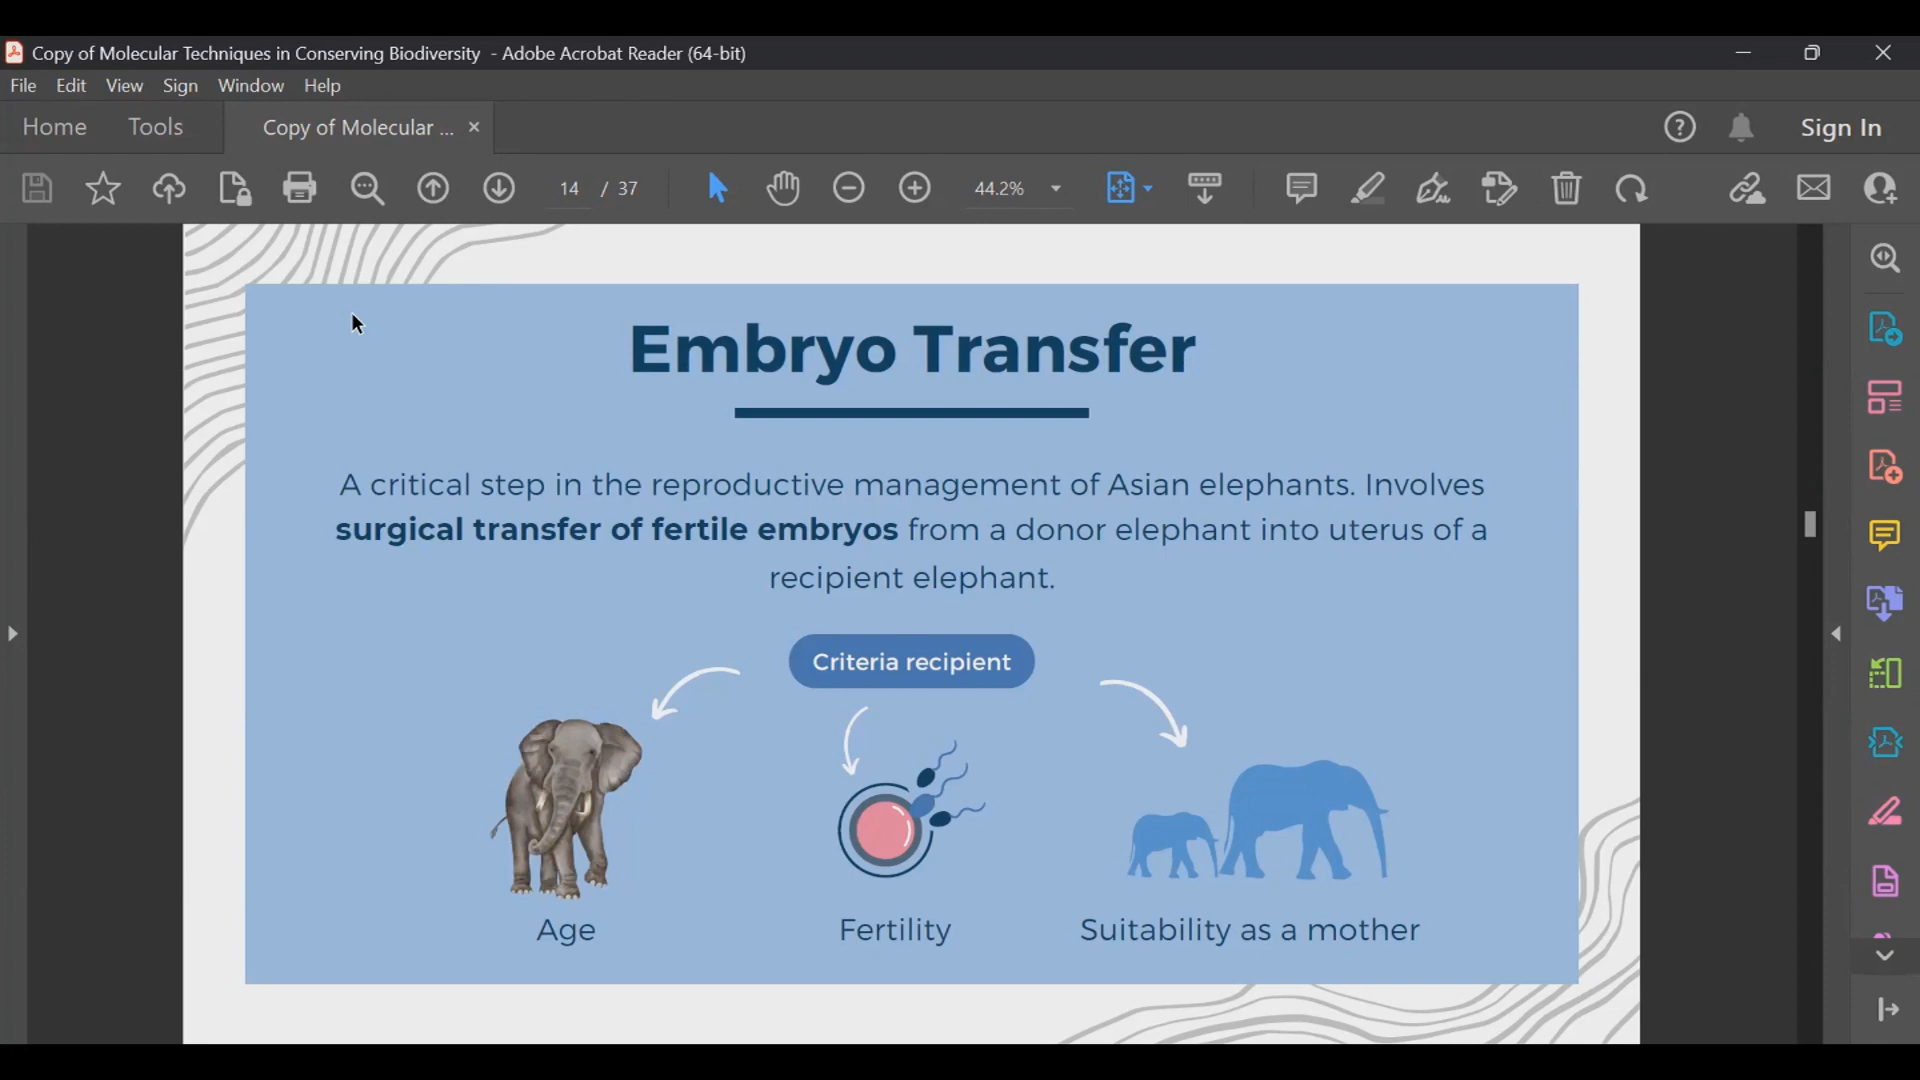 Copy of Molecular Techniques in Conserving Biodiversity - Adobe Acrobat Reader (64-bit)
File Edit View Sign Window Help
Home Tools Copy of Molecular ... × Sign In
14 / 37 44.2%
Embryo Transfer
A critical step in the reproductive management of Asian elephants. Involves
surgical transfer of fertile embryos from a donor elephant into uterus of a
recipient elephant.
Criteria recipient
Age Fertility Suitability as a mother